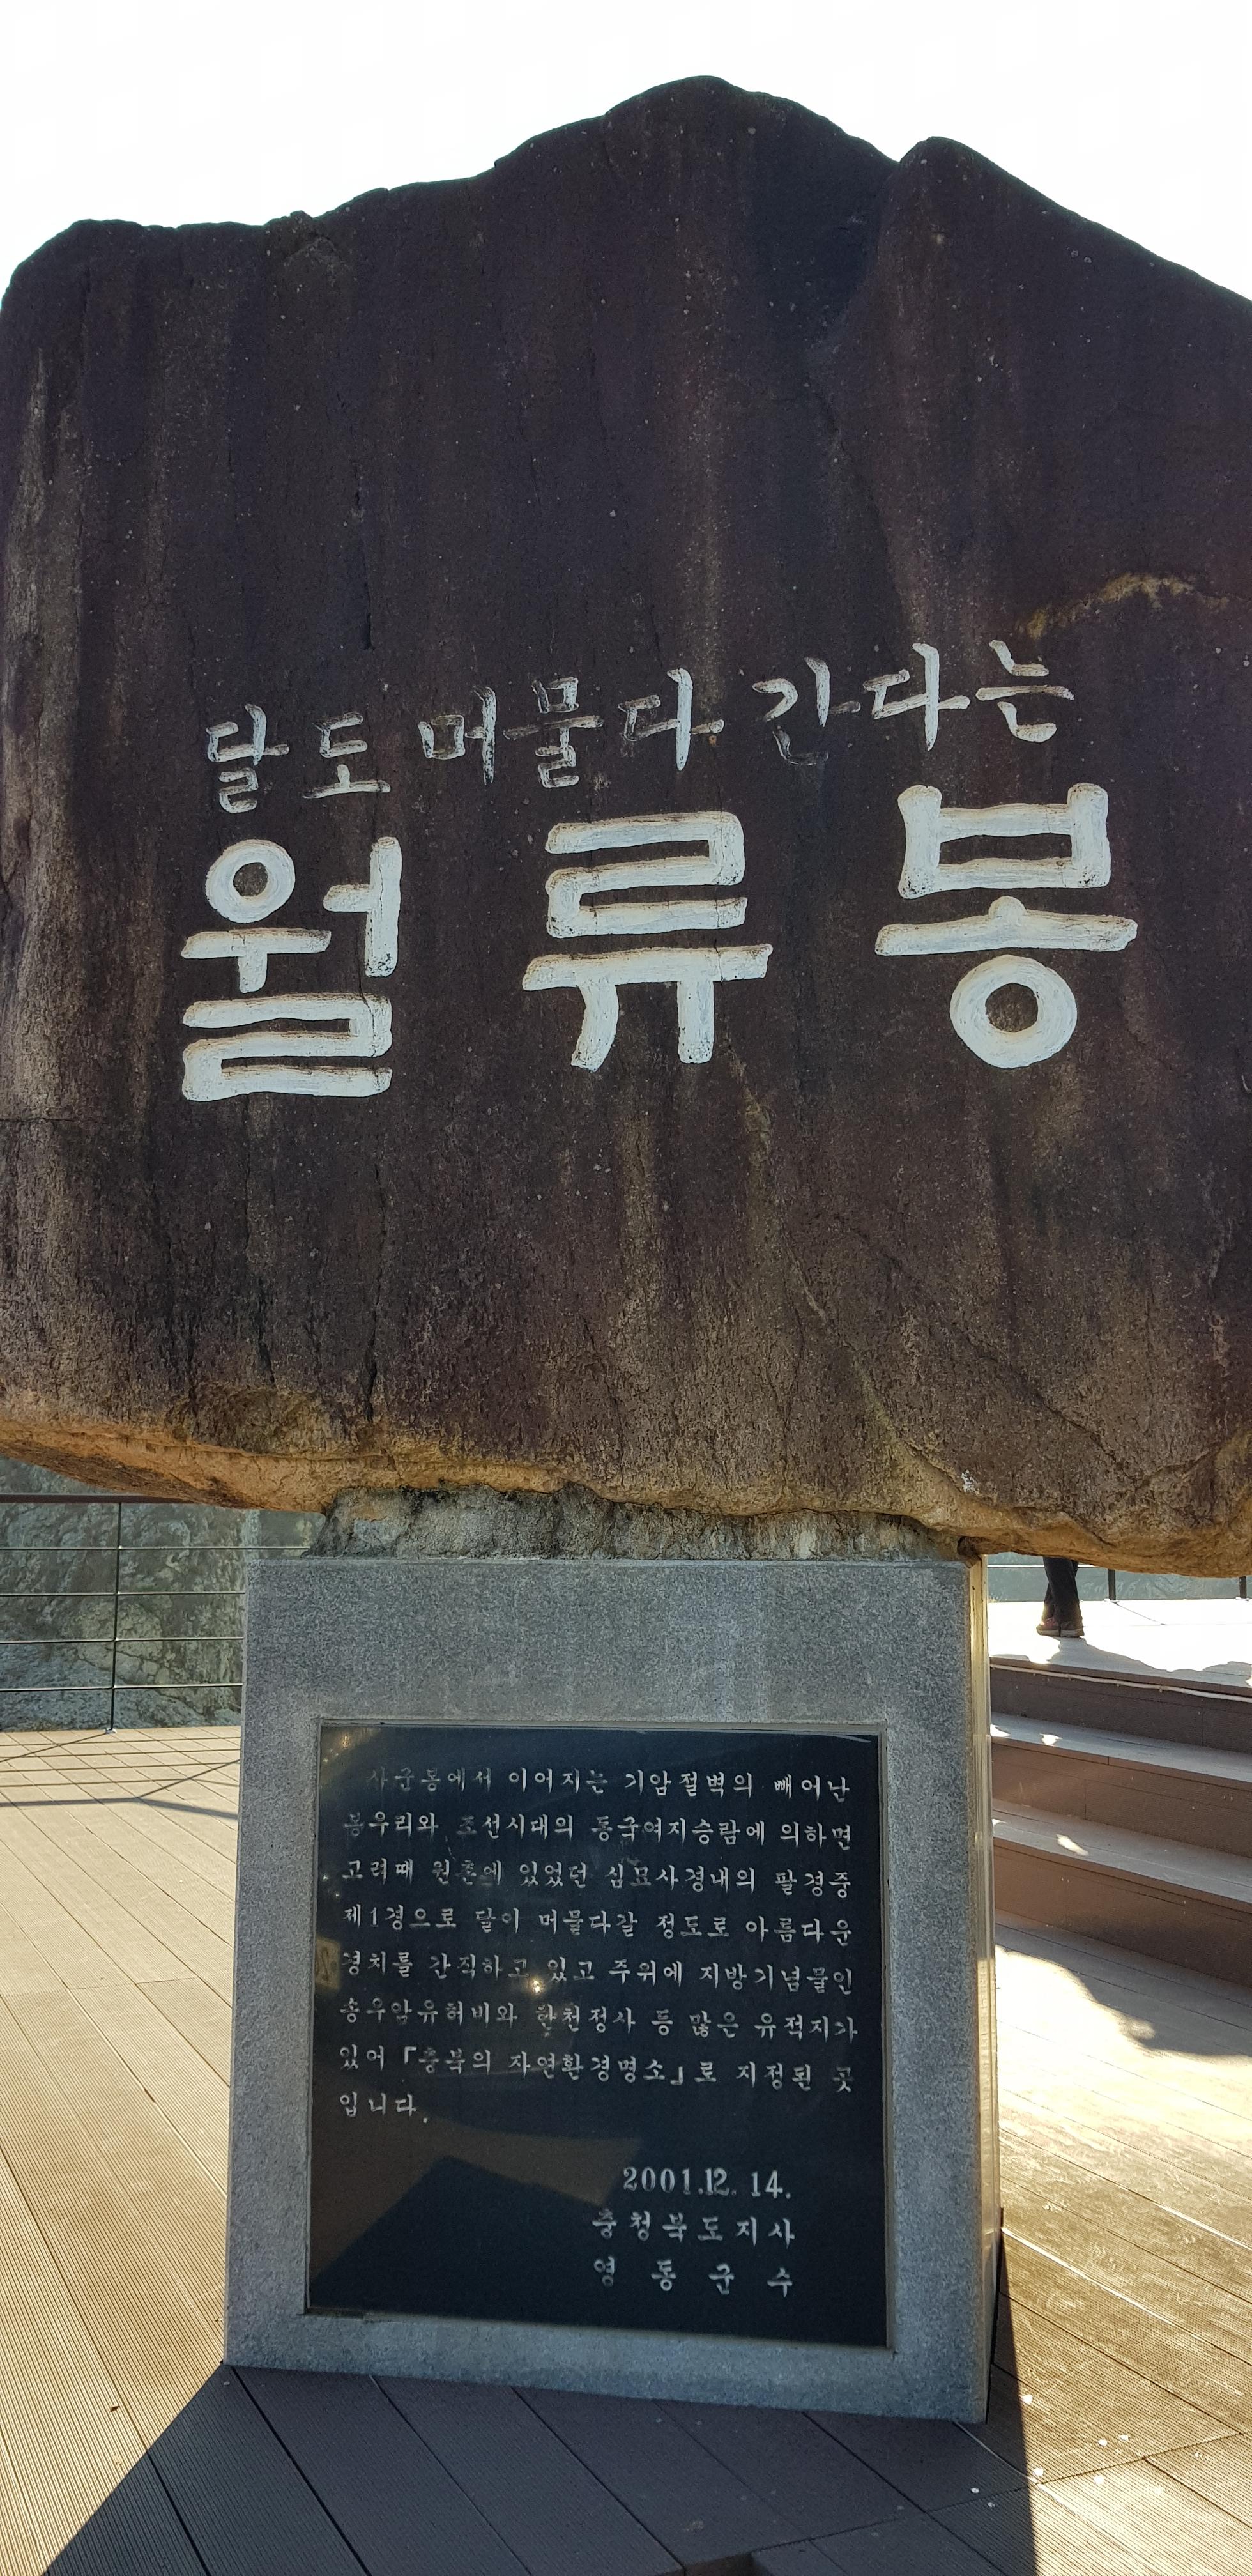 달도 머물다 간다는
월류봉
사군봉에서 이어지는 기암절벽의 빼어난
봉우리와 조선시대의 동국여지승람에 의하면
고려때 원촌에 있었던 심묘사경내의 팔경중
제1경으로 달이 머물다갈 정도로 아름다운
경치를 간직하고 있고 주위에 지방기념물인
송우암유허비와 한천정사 등 많은 유적지가
있어 「충북의 자연환경명소」로 지정된 곳
입니다.
2001.12. 14.
충청북도지사
영동군수